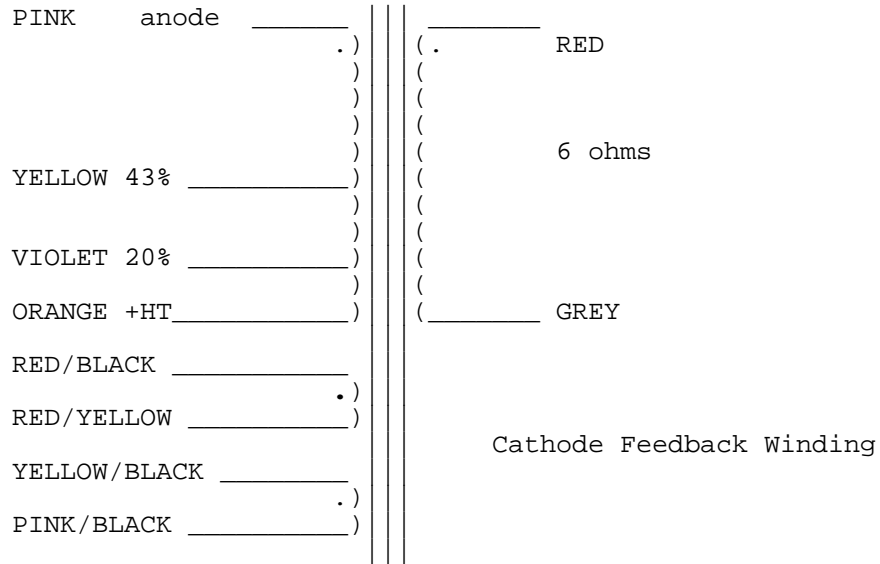 PINK anode
RED
6 ohms
YELLOW 43%
VIOLET 20%
ORANGE +HT
GREY
RED/BLACK
RED/YELLOW
Cathode Feedback Winding
YELLOW/BLACK
PINK/BLACK